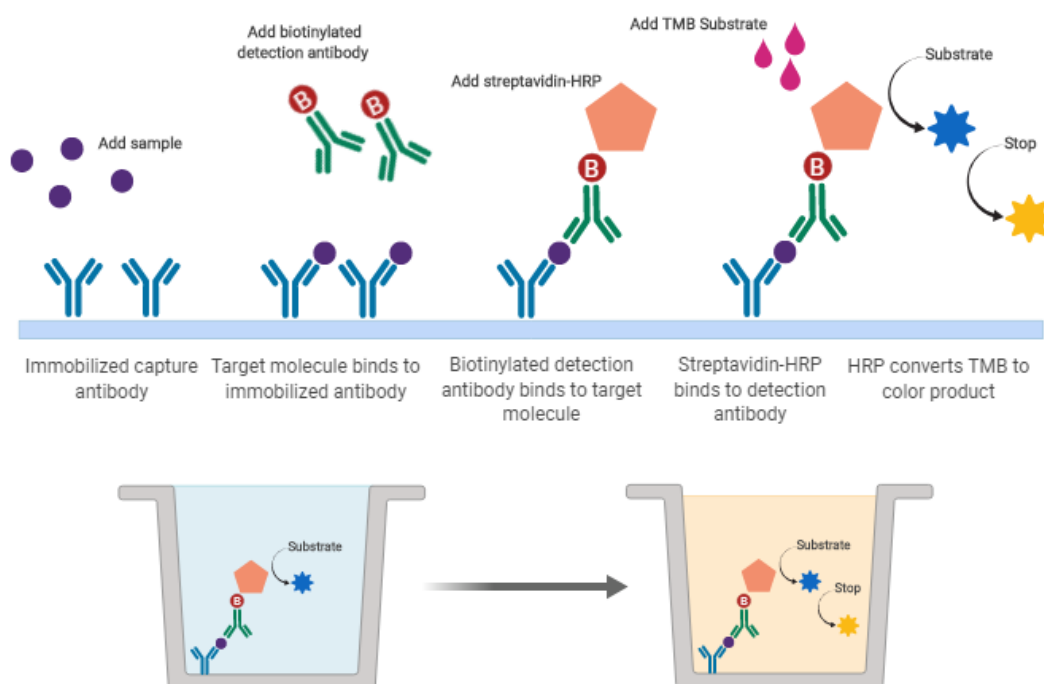 Add sample
Add biotinylated
detection antibody
B
B
Add streptavidin-HRP
B
Add TMB Substrate
B
Substrate
Stop
Immobilized capture
antibody
Target molecule binds to
immobilized antibody
Biotinylated detection
antibody binds to target
molecule
Streptavidin-HRP
binds to detection
antibody
HRP converts TMB to
color product
Substrate
B
Substrate
Stop
B